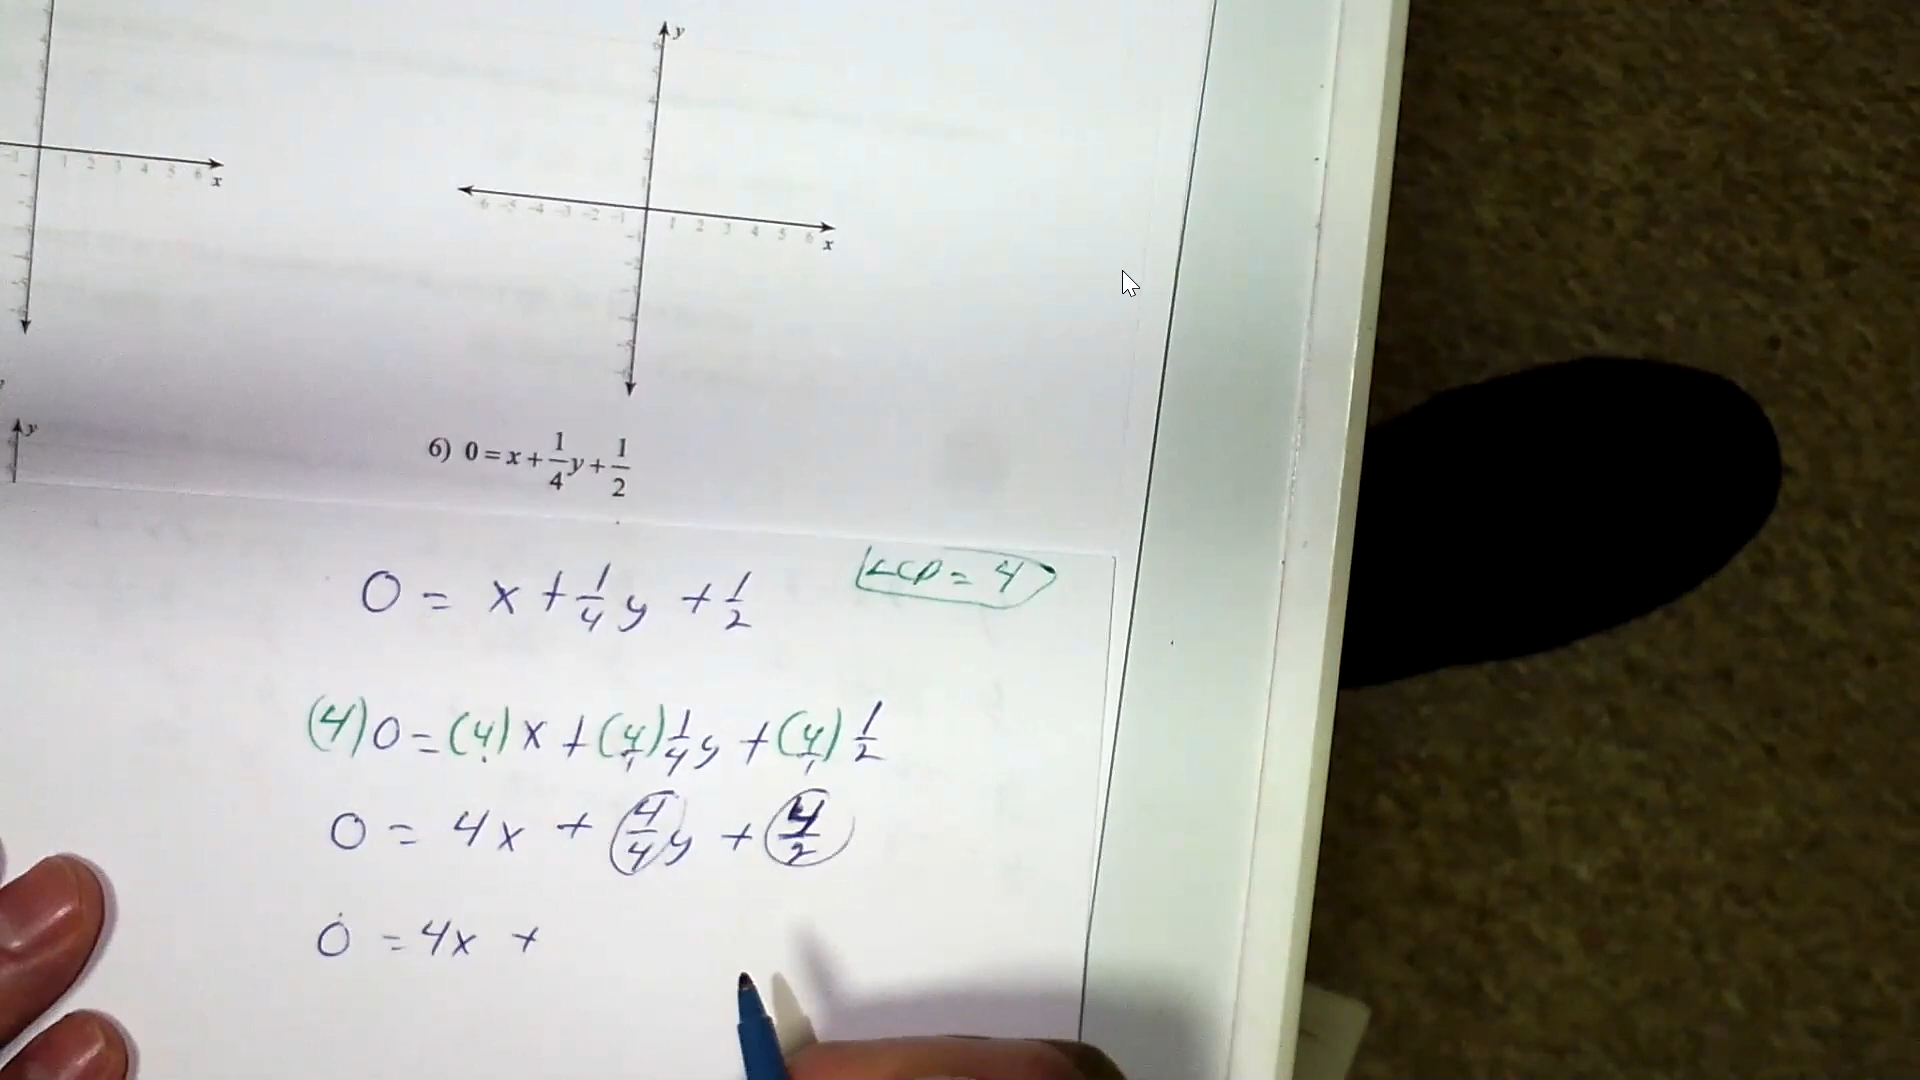 y
1 2 3 4 5 6
x
-6 -5 -4 -3 -2 -1
1 2 3 4 5 6
x
y
6) 0 = x + 1/4 y + 1/2
0 = x + 1/4 y + 1/2
LCD = 4
(4) 0 = (4) x + (4/1) 1/4 y + (4/1) 1/2
0 = 4x + 4/4 y + 4/2
0 = 4x +